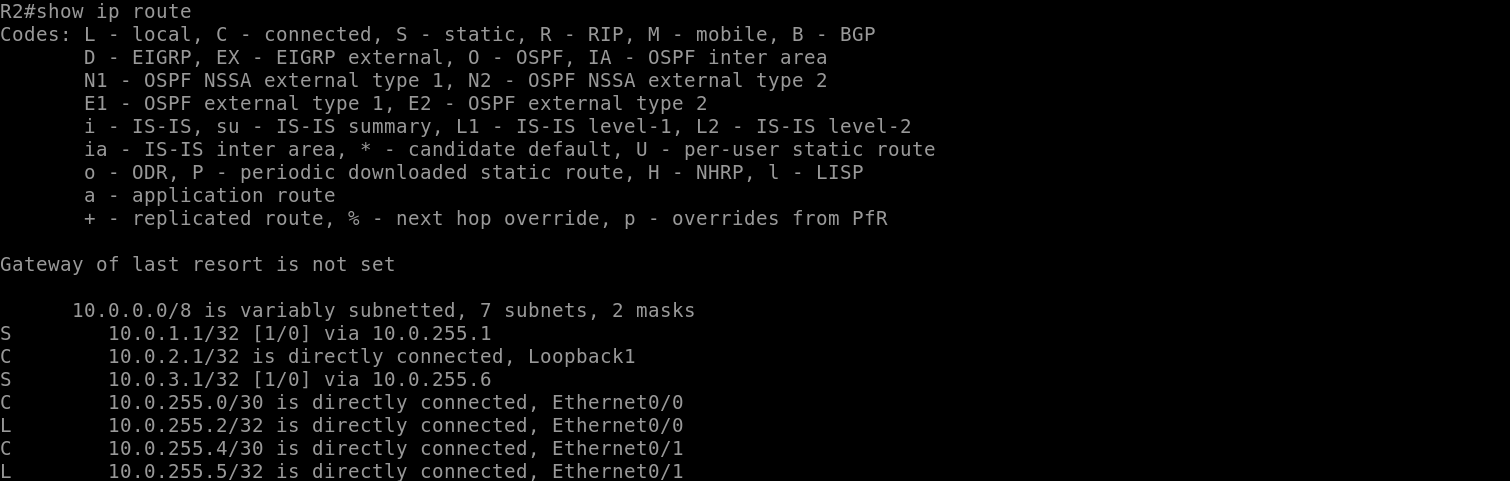 R2#show ip route
Codes: L - local, C - connected, S - static, R - RIP, M - mobile, B - BGP
       D - EIGRP, EX - EIGRP external, O - OSPF, IA - OSPF inter area
       N1 - OSPF NSSA external type 1, N2 - OSPF NSSA external type 2
       E1 - OSPF external type 1, E2 - OSPF external type 2
       i - IS-IS, su - IS-IS summary, L1 - IS-IS level-1, L2 - IS-IS level-2
       ia - IS-IS inter area, * - candidate default, U - per-user static route
       o - ODR, P - periodic downloaded static route, H - NHRP, l - LISP
       a - application route
       + - replicated route, % - next hop override, p - overrides from PfR
Gateway of last resort is not set
      10.0.0.0/8 is variably subnetted, 7 subnets, 2 masks
S        10.0.1.1/32 [1/0] via 10.0.255.1
C        10.0.2.1/32 is directly connected, Loopback1
S        10.0.3.1/32 [1/0] via 10.0.255.6
C        10.0.255.0/30 is directly connected, Ethernet0/0
L        10.0.255.2/32 is directly connected, Ethernet0/0
C        10.0.255.4/30 is directly connected, Ethernet0/1
L        10.0.255.5/32 is directly connected, Ethernet0/1